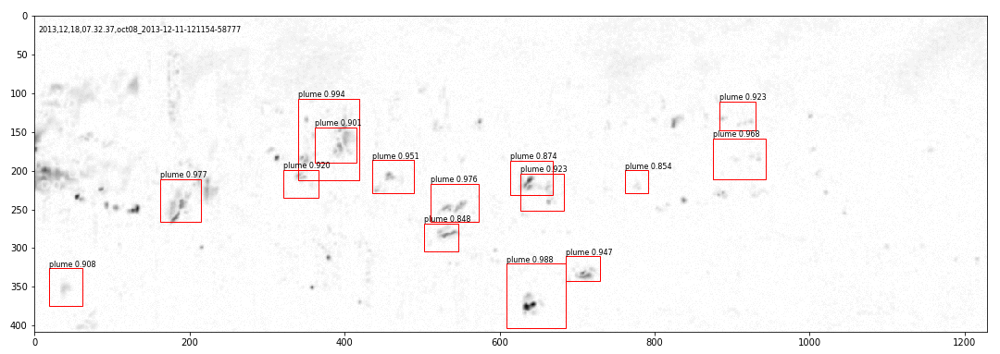 2013,12,18,07.32.37,oct08_2013-12-11-121154-58777
plume 0.994
plume 0.923
plume 0.901
plume 0.968
plume 0.951
plume 0.874
plume 0.920
plume 0.923
plume 0.854
plume 0.977
plume 0.976
plume 0.848
plume 0.947
plume 0.988
plume 0.908
0
50
100
150
200
250
300
350
400
0 200 400 600 800 1000 1200